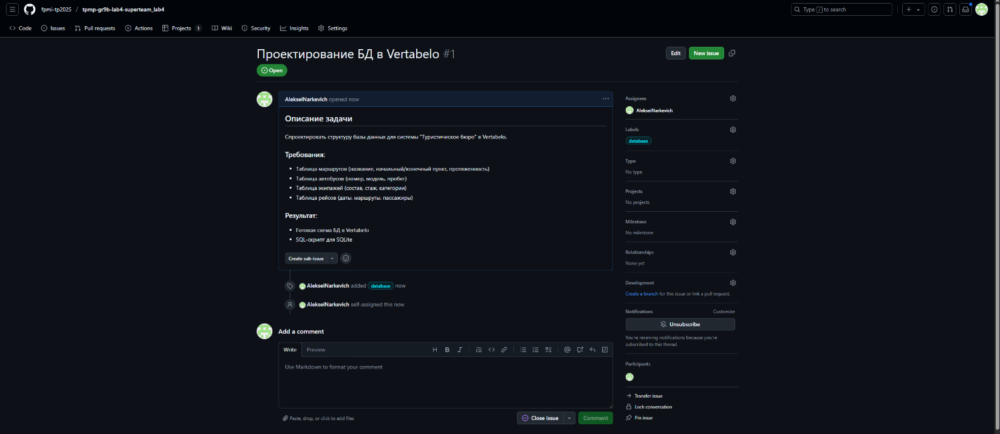 fpmi-tp2025 / tpmp-gr9b-lab4-superteam_lab4
Type / to search
Code Issues Pull requests Actions Projects 1 Wiki Security Insights Settings
Проектирование БД в Vertabelo #1
Edit New issue
Open
AlekseiNarkevich opened now
Описание задачи
Спроектировать структуру базы данных для системы "Туристическое бюро" в Vertabelo.
Требования:
Таблица маршрутов (название, начальный/конечный пункт, протяженность)
Таблица автобусов (номер, модель, пробег)
Таблица экипажей (состав, стаж, категории)
Таблица рейсов (даты, маршруты, пассажиры)
Результат:
Готовая схема БД в Vertabelo
SQL-скрипт для SQLite
Create sub-issue
AlekseiNarkevich added database now
AlekseiNarkevich self-assigned this now
Add a comment
Write Preview
Use Markdown to format your comment
Paste, drop, or click to add files
Close issue Comment
Assignees
AlekseiNarkevich
Labels
database
Type
No type
Projects
No projects
Milestone
No milestone
Relationships
None yet
Development
Create a branch for this issue or link a pull request.
Notifications Customize
Unsubscribe
You're receiving notifications because you're
subscribed to this thread.
Participants
Transfer issue
Lock conversation
Pin issue